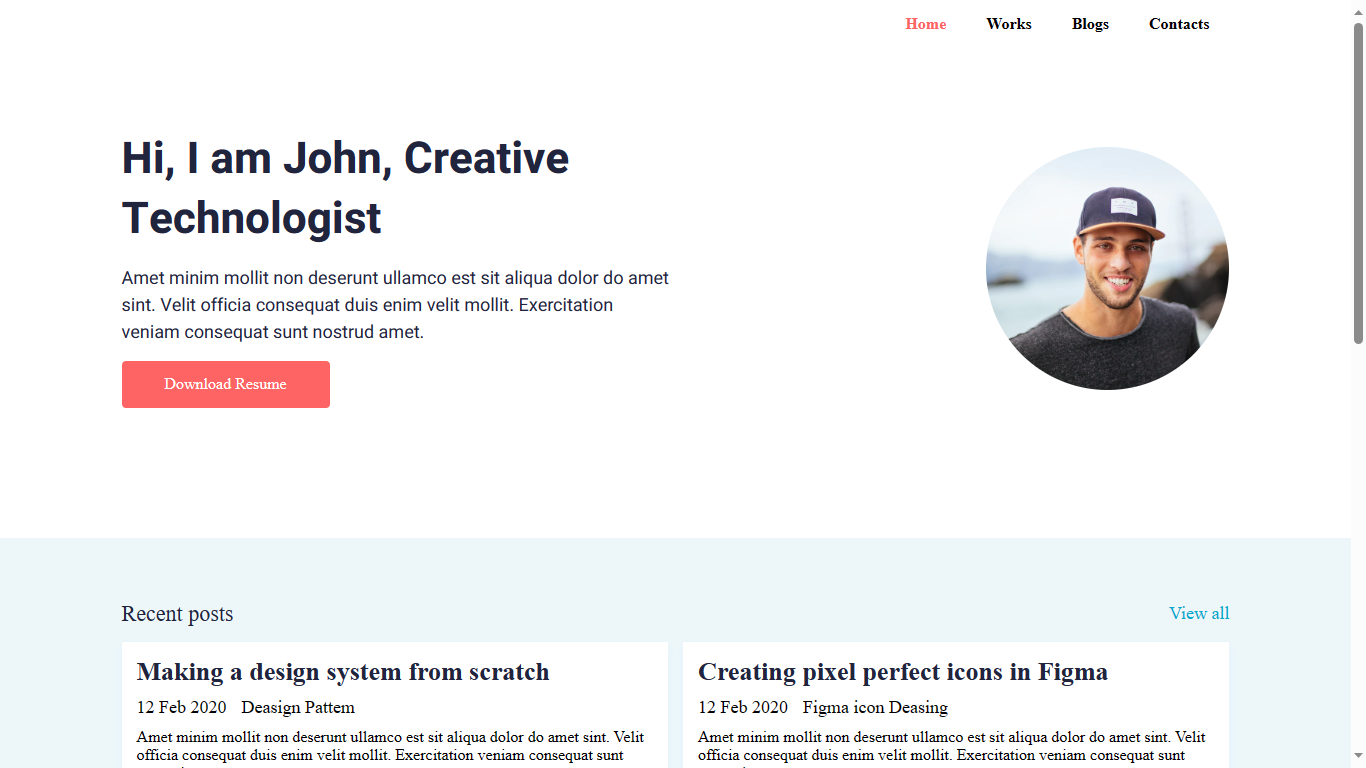 Home Works Blogs Contacts
Hi, I am John, Creative
Technologist
Amet minim mollit non deserunt ullamco est sit aliqua dolor do amet
sint. Velit officia consequat duis enim velit mollit. Exercitation
veniam consequat sunt nostrud amet.
Download Resume
Recent posts
View all
Making a design system from scratch
12 Feb 2020 Deasign Pattem
Amet minim mollit non deserunt ullamco est sit aliqua dolor do amet sint. Velit
officia consequat duis enim velit mollit. Exercitation veniam consequat sunt
Creating pixel perfect icons in Figma
12 Feb 2020 Figma icon Deasing
Amet minim mollit non deserunt ullamco est sit aliqua dolor do amet sint. Velit
officia consequat duis enim velit mollit. Exercitation veniam consequat sunt